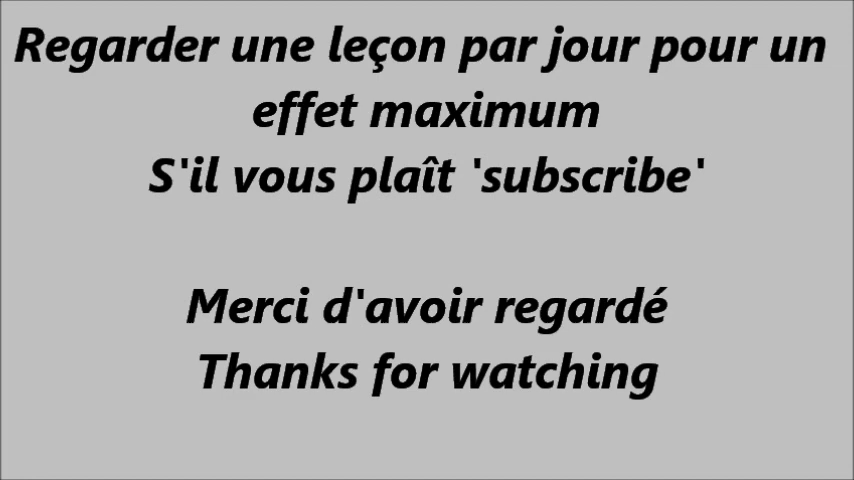 Regarder une leçon par jour pour un
effet maximum
S'il vous plaît 'subscribe'
Merci d'avoir regardé
Thanks for watching